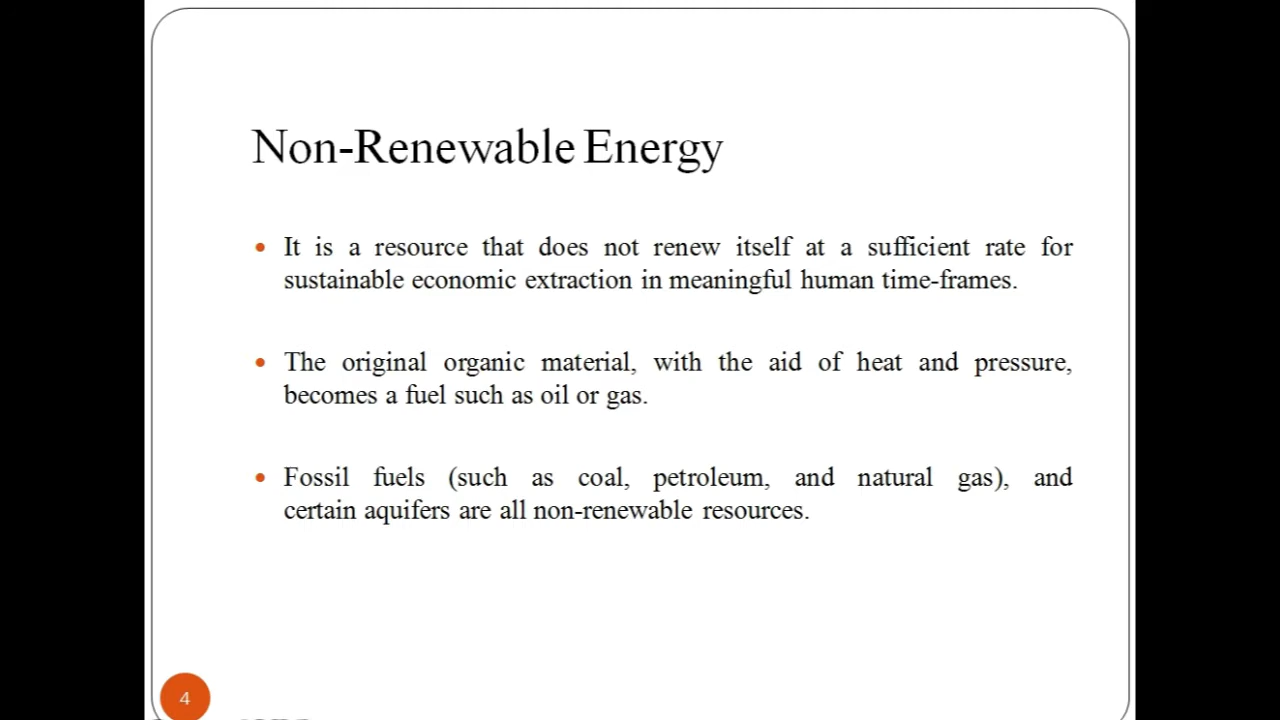 Non-Renewable Energy
• It is a resource that does not renew itself at a sufficient rate for
sustainable economic extraction in meaningful human time-frames.
• The original organic material, with the aid of heat and pressure,
becomes a fuel such as oil or gas.
• Fossil fuels (such as coal, petroleum, and natural gas), and
certain aquifers are all non-renewable resources.
4